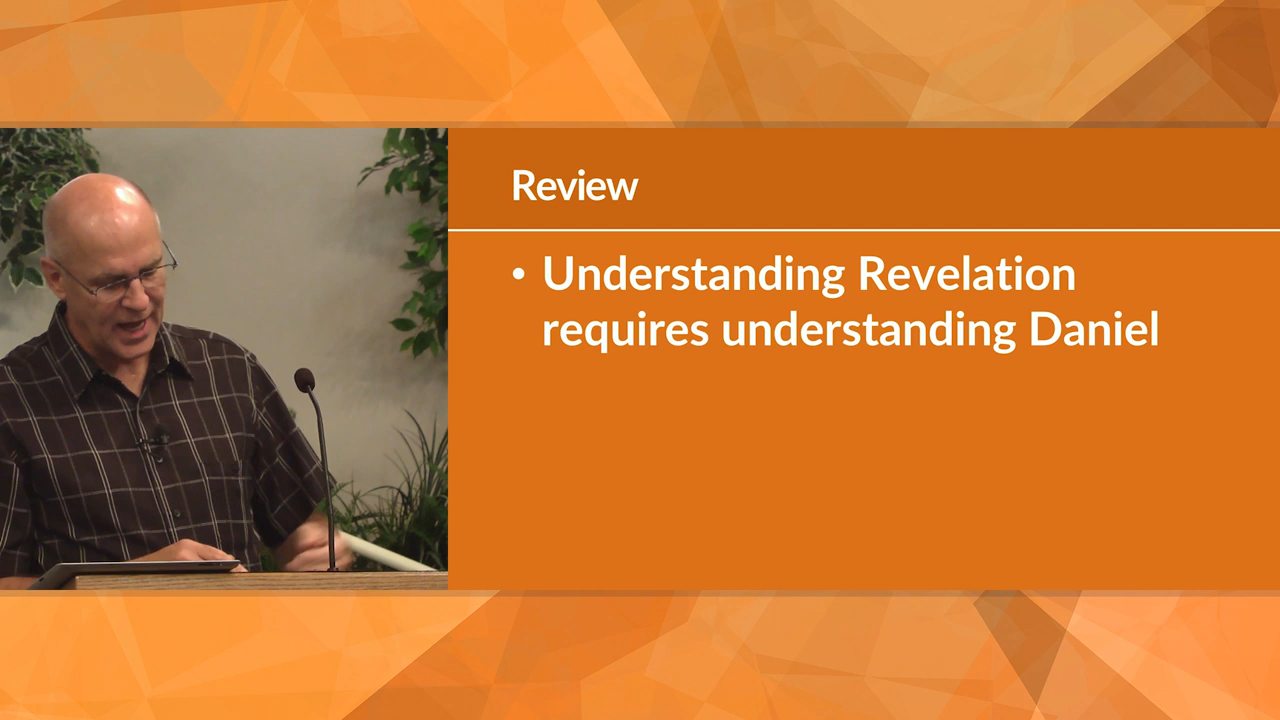 Review
• Understanding Revelation
requires understanding Daniel